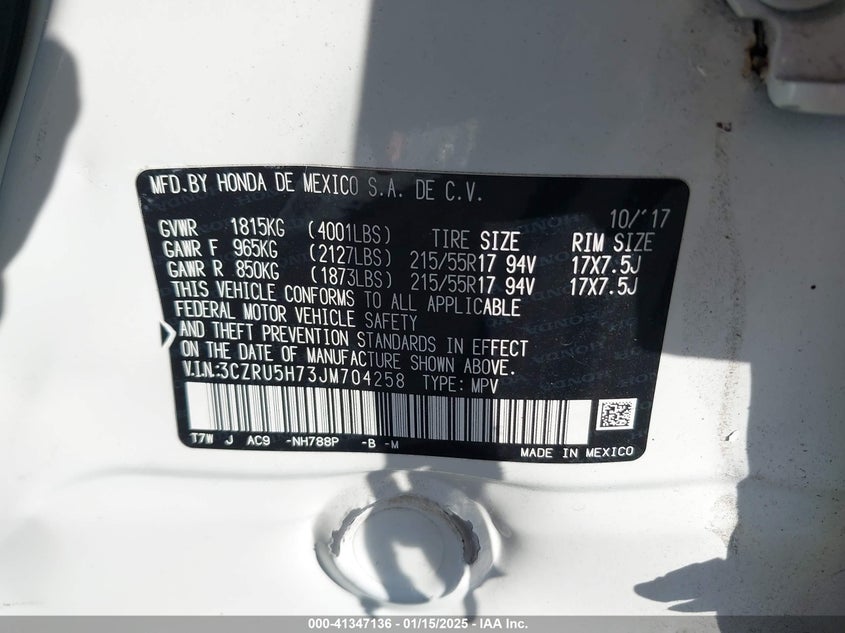 MFD.BY HONDA DE MEXICO S.A. DE C.V.
10/'17
GVWR 1815KG (4001LBS) TIRE SIZE RIM SIZE
GAWR F 965KG (2127LBS) 215/55R17 94V 17X7.5J
GAWR R 850KG (1873LBS) 215/55R17 94V 17X7.5J
THIS VEHICLE CONFORMS TO ALL APPLICABLE
FEDERAL MOTOR VEHICLE SAFETY
AND THEFT PREVENTION STANDARDS IN EFFECT
ON THE DATE OF MANUFACTURE SHOWN ABOVE.
V.I.N:3CZRU5H73JM704258 TYPE: MPV
T7W J AC9 -NH788P -B -M
MADE IN MEXICO
000-41347136 - 01/15/2025 - IAA Inc.